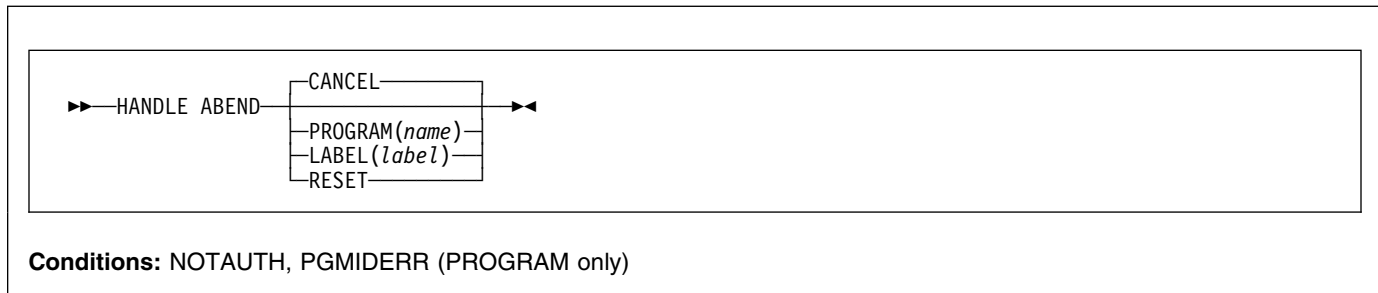 CANCEL
►►──HANDLE ABEND──►◄
PROGRAM(name)
LABEL(label)
RESET
Conditions: NOTAUTH, PGMIDERR (PROGRAM only)